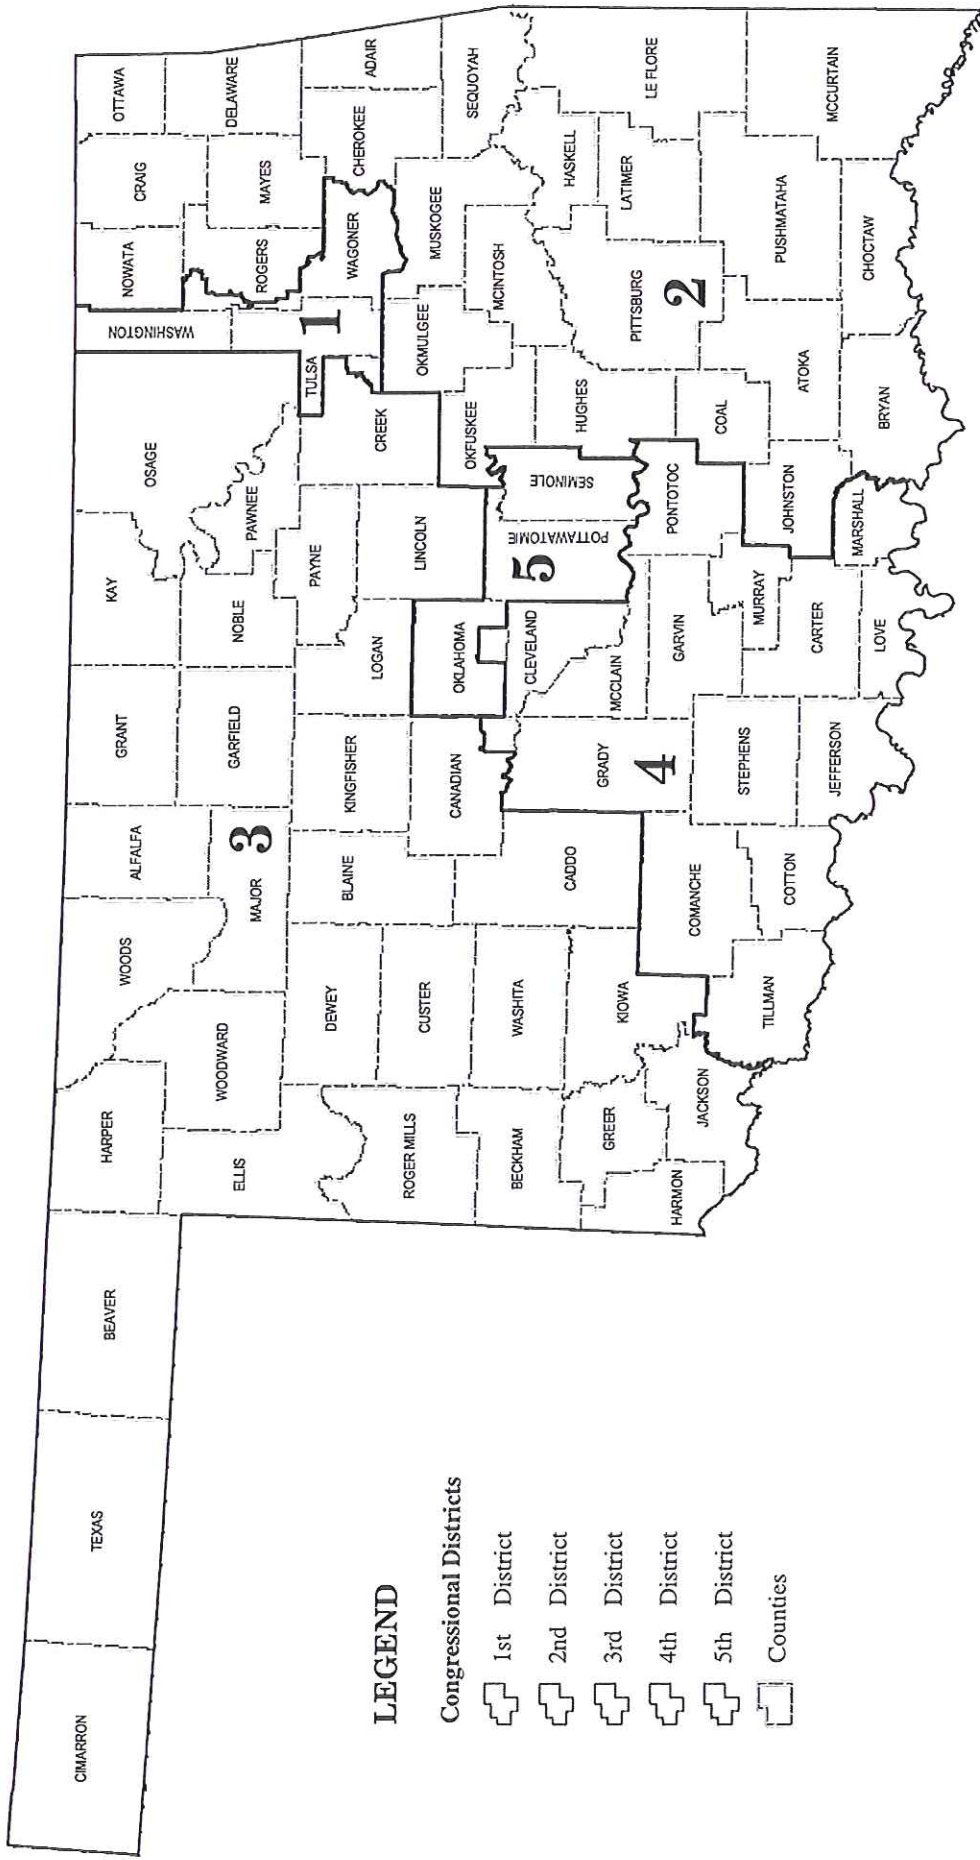 CIMARRON
TEXAS
BEAVER
HARPER
WOODS
ALFALFA
GRANT
KAY
OSAGE
WASHINGTON
NOWATA
CRAIG
OTTAWA
ELLIS
WOODWARD
MAJOR
3
GARFIELD
NOBLE
PAWNEE
ROGERS
MAYES
DELAWARE
ROGER MILLS
DEWEY
BLAINE
KINGFISHER
LOGAN
PAYNE
CREEK
TULSA
1
WAGONER
CHEROKEE
ADAIR
BECKHAM
CUSTER
CANADIAN
OKLAHOMA
LINCOLN
OKFUSKEE
OKMULGEE
MUSKOGEE
SEQUOYAH
WASHITA
CADDO
GRADY
4
MCCLAIN
CLEVELAND
5
POTTAWATOMIE
SEMINOLE
HUGHES
MCINTOSH
HASKELL
LE FLORE
HARMON
GREER
KIOWA
COMANCHE
STEPHENS
GARVIN
PONTOTOC
PITTSBURG
2
LATIMER
JACKSON
TILLMAN
COTTON
JEFFERSON
MURRAY
CARTER
LOVE
JOHNSTON
MARSHALL
COAL
ATOKA
BRYAN
PUSHMATAHA
CHOCTAW
MCCURTAIN
LEGEND
Congressional Districts
1st District
2nd District
3rd District
4th District
5th District
Counties